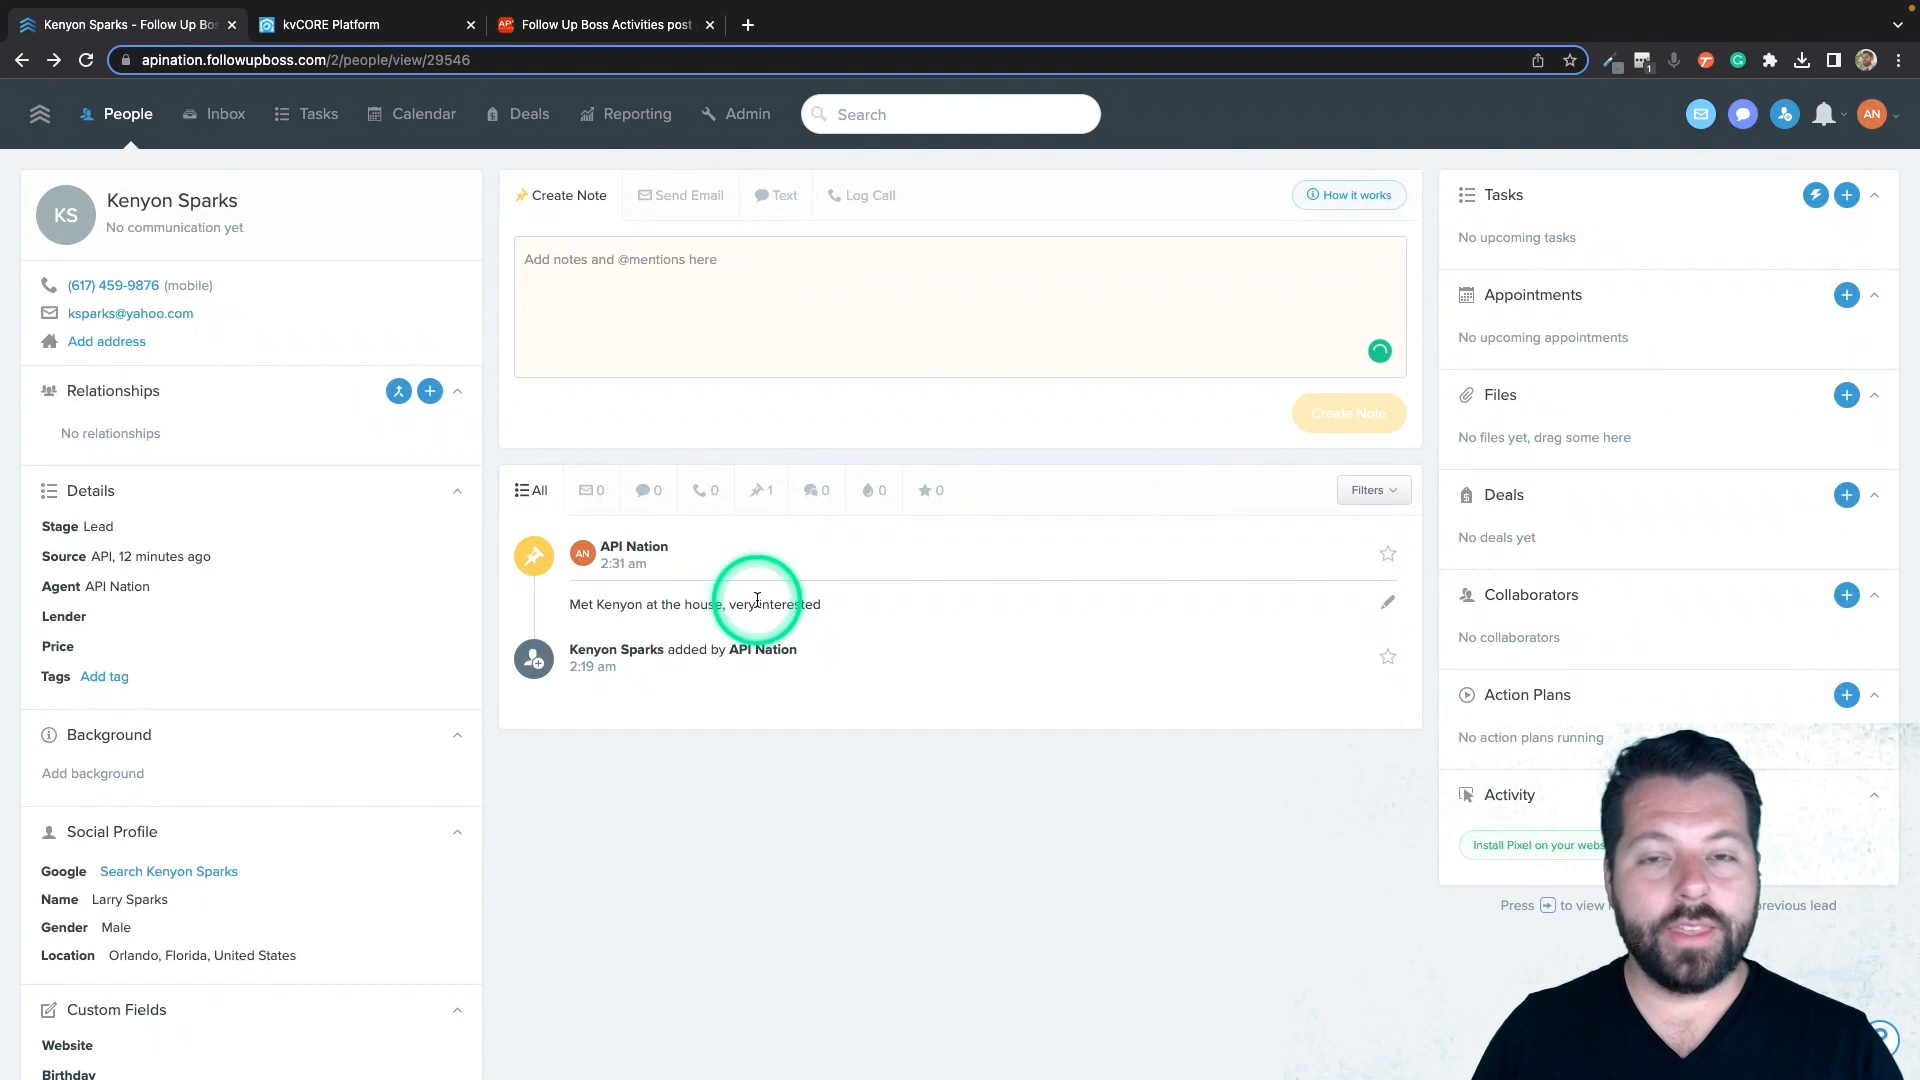 Kenyon Sparks - Follow Up Bos
kvCORE Platform
Follow Up Boss Activities post
apination.followupboss.com/2/people/view/29546
1
People
Inbox
Tasks
Calendar
Deals
Reporting
Admin
Search
AN
KS
Kenyon Sparks
No communication yet
(617) 459-9876 (mobile)
ksparks@yahoo.com
Add address
Relationships
No relationships
Details
Stage Lead
Source API, 12 minutes ago
Agent API Nation
Lender
Price
Tags Add tag
Background
Add background
Social Profile
Google Search Kenyon Sparks
Name Larry Sparks
Gender Male
Location Orlando, Florida, United States
Custom Fields
Website
Birthday
Create Note
Send Email
Text
Log Call
How it works
Add notes and @mentions here
Create Note
All
0
0
0
1
0
0
0
Filters
AN
API Nation
2:31 am
Met Kenyon at the house, very interested
Kenyon Sparks added by API Nation
2:19 am
Tasks
No upcoming tasks
Appointments
No upcoming appointments
Files
No files yet, drag some here
Deals
No deals yet
Collaborators
No collaborators
Action Plans
No action plans running
Activity
Install Pixel on your webs
Press to view
previous lead